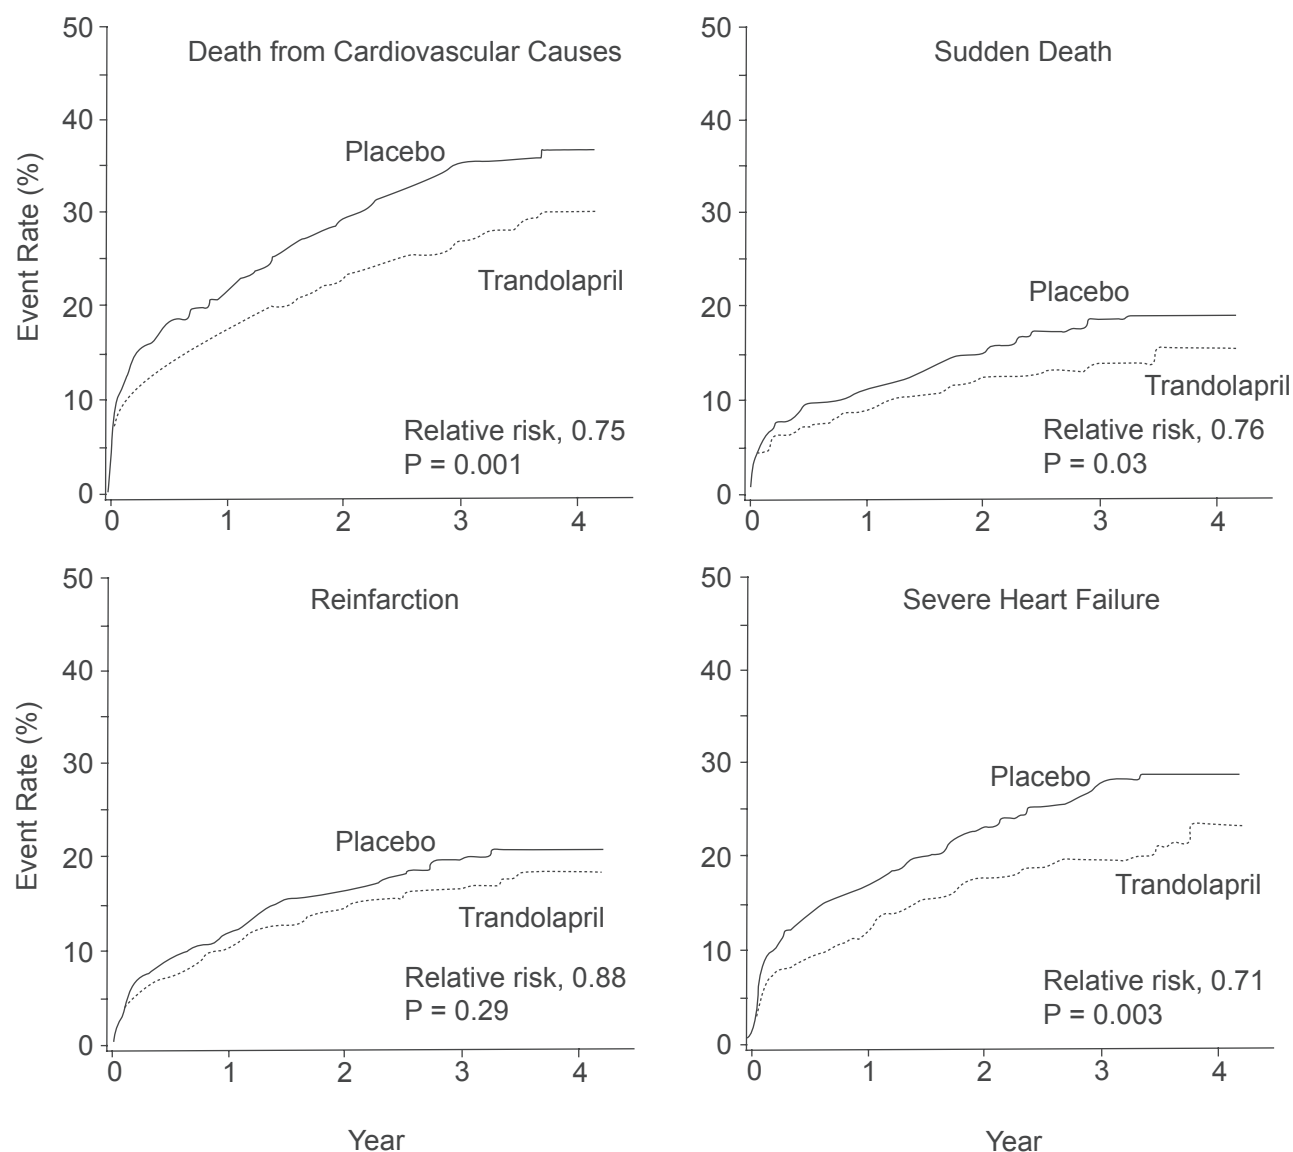 Death from Cardiovascular Causes
Event Rate (%)
50
40
30
20
10
0
Placebo
Trandolapril
Relative risk, 0.75
P = 0.001
0 1 2 3 4
Sudden Death
50
40
30
20
10
0
Placebo
Trandolapril
Relative risk, 0.76
P = 0.03
0 1 2 3 4
Reinfarction
Event Rate (%)
50
40
30
20
10
0
Placebo
Trandolapril
Relative risk, 0.88
P = 0.29
0 1 2 3 4
Year
Severe Heart Failure
50
40
30
20
10
0
Placebo
Trandolapril
Relative risk, 0.71
P = 0.003
0 1 2 3 4
Year